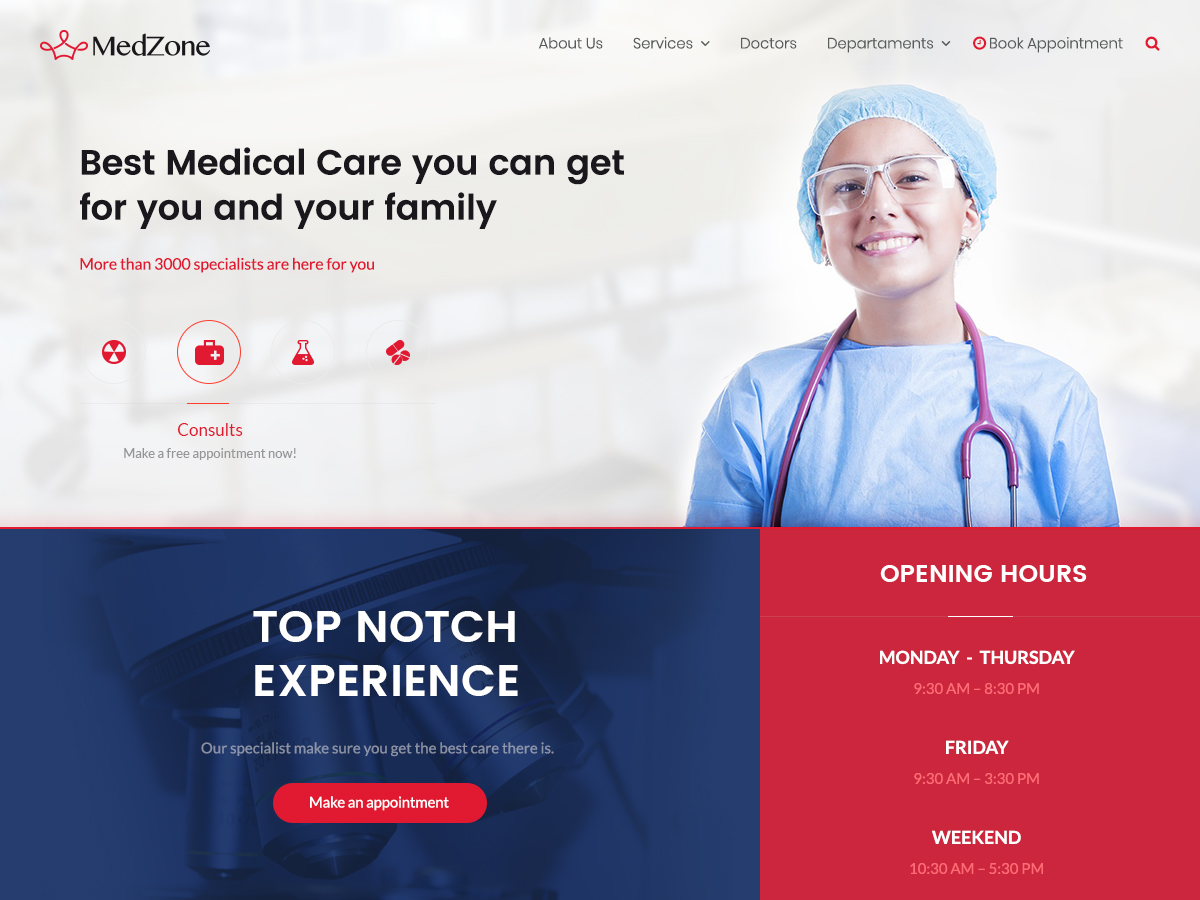 MedZone
About Us Services Doctors Departaments Book Appointment
Best Medical Care you can get
for you and your family
More than 3000 specialists are here for you
Consults
Make a free appointment now!
TOP NOTCH
EXPERIENCE
Our specialist make sure you get the best care there is.
Make an appointment
OPENING HOURS
MONDAY - THURSDAY
9:30 AM – 8:30 PM
FRIDAY
9:30 AM – 3:30 PM
WEEKEND
10:30 AM – 5:30 PM